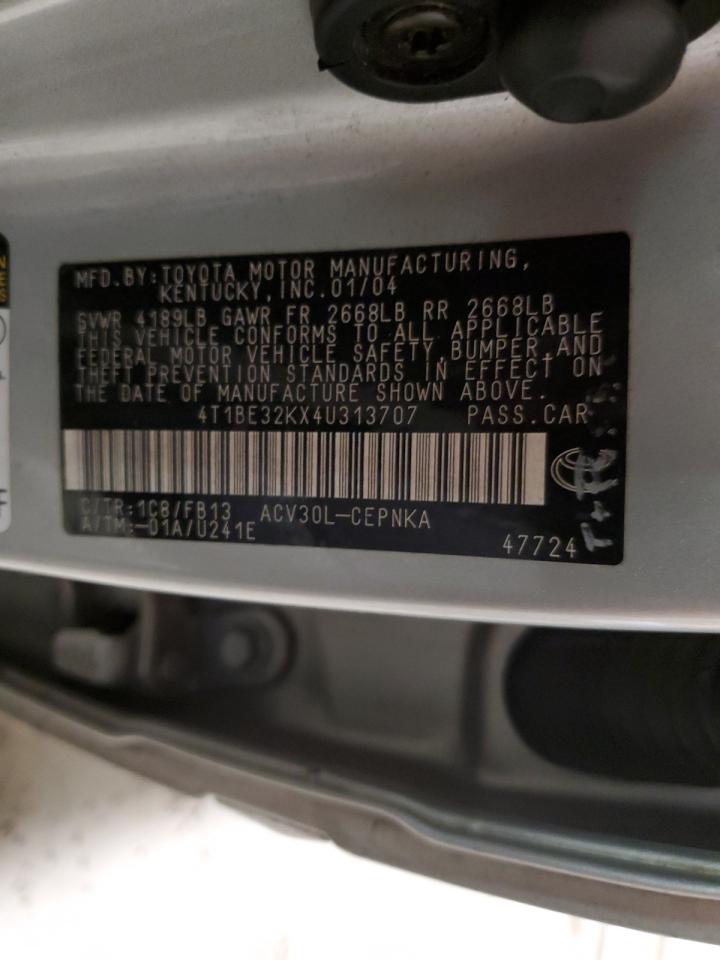 MFD.BY:TOYOTA MOTOR MANUFACTURING,
KENTUCKY,INC.01/04
GVWR 4189LB GAWR FR 2668LB RR 2668LB
THIS VEHICLE CONFORMS TO ALL APPLICABLE
FEDERAL MOTOR VEHICLE SAFETY,BUMPER,AND
THEFT PREVENTION STANDARDS IN EFFECT ON
THE DATE OF MANUFACTURE SHOWN ABOVE.
4T1BE32KX4U313707 PASS.CAR
C/TR:1C8/FB13 ACV30L-CEPNKA
A/TM:-01A/U241E
47724